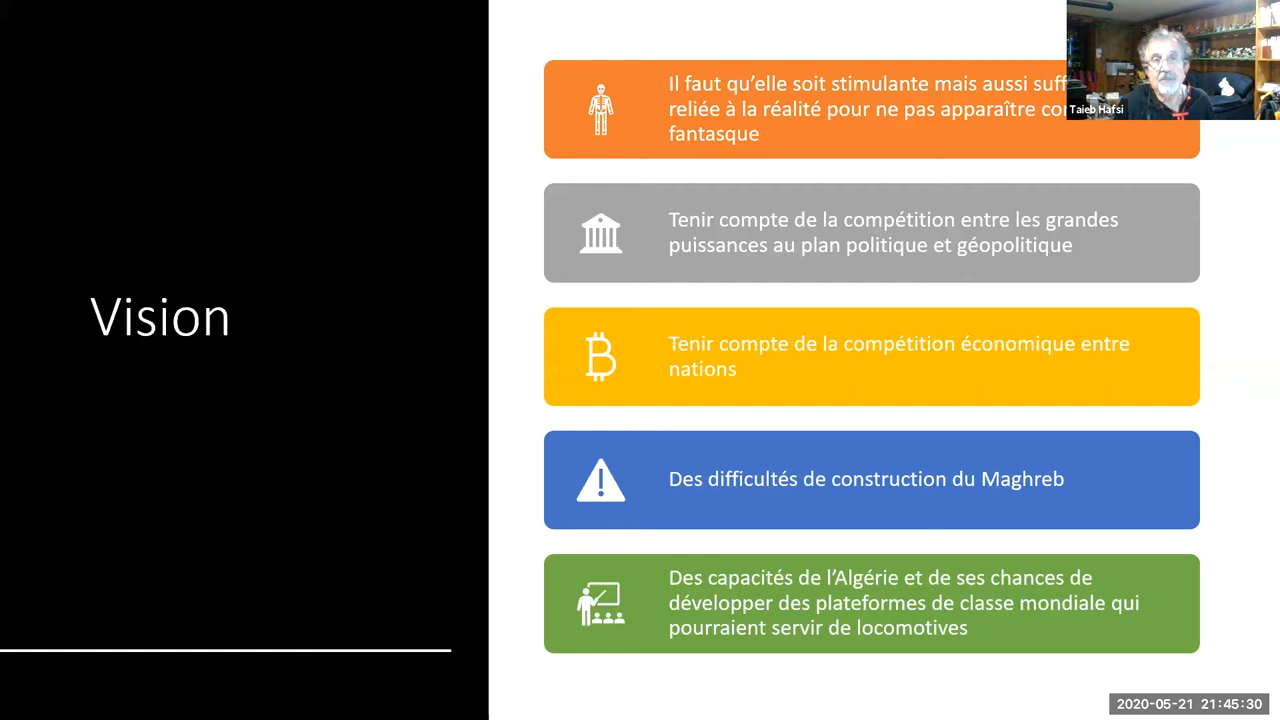 Vision
Il faut qu'elle soit stimulante mais aussi
reliée à la réalité pour ne pas apparaître
fantasque
Tenir compte de la compétition entre les grandes
puissances au plan politique et géopolitique
Tenir compte de la compétition économique entre
nations
Des difficultés de construction du Maghreb
Des capacités de l'Algérie et de ses chances de
développer des plateformes de classe mondiale qui
pourraient servir de locomotives
Taieb Hafsi
2020-05-21 21:45:30